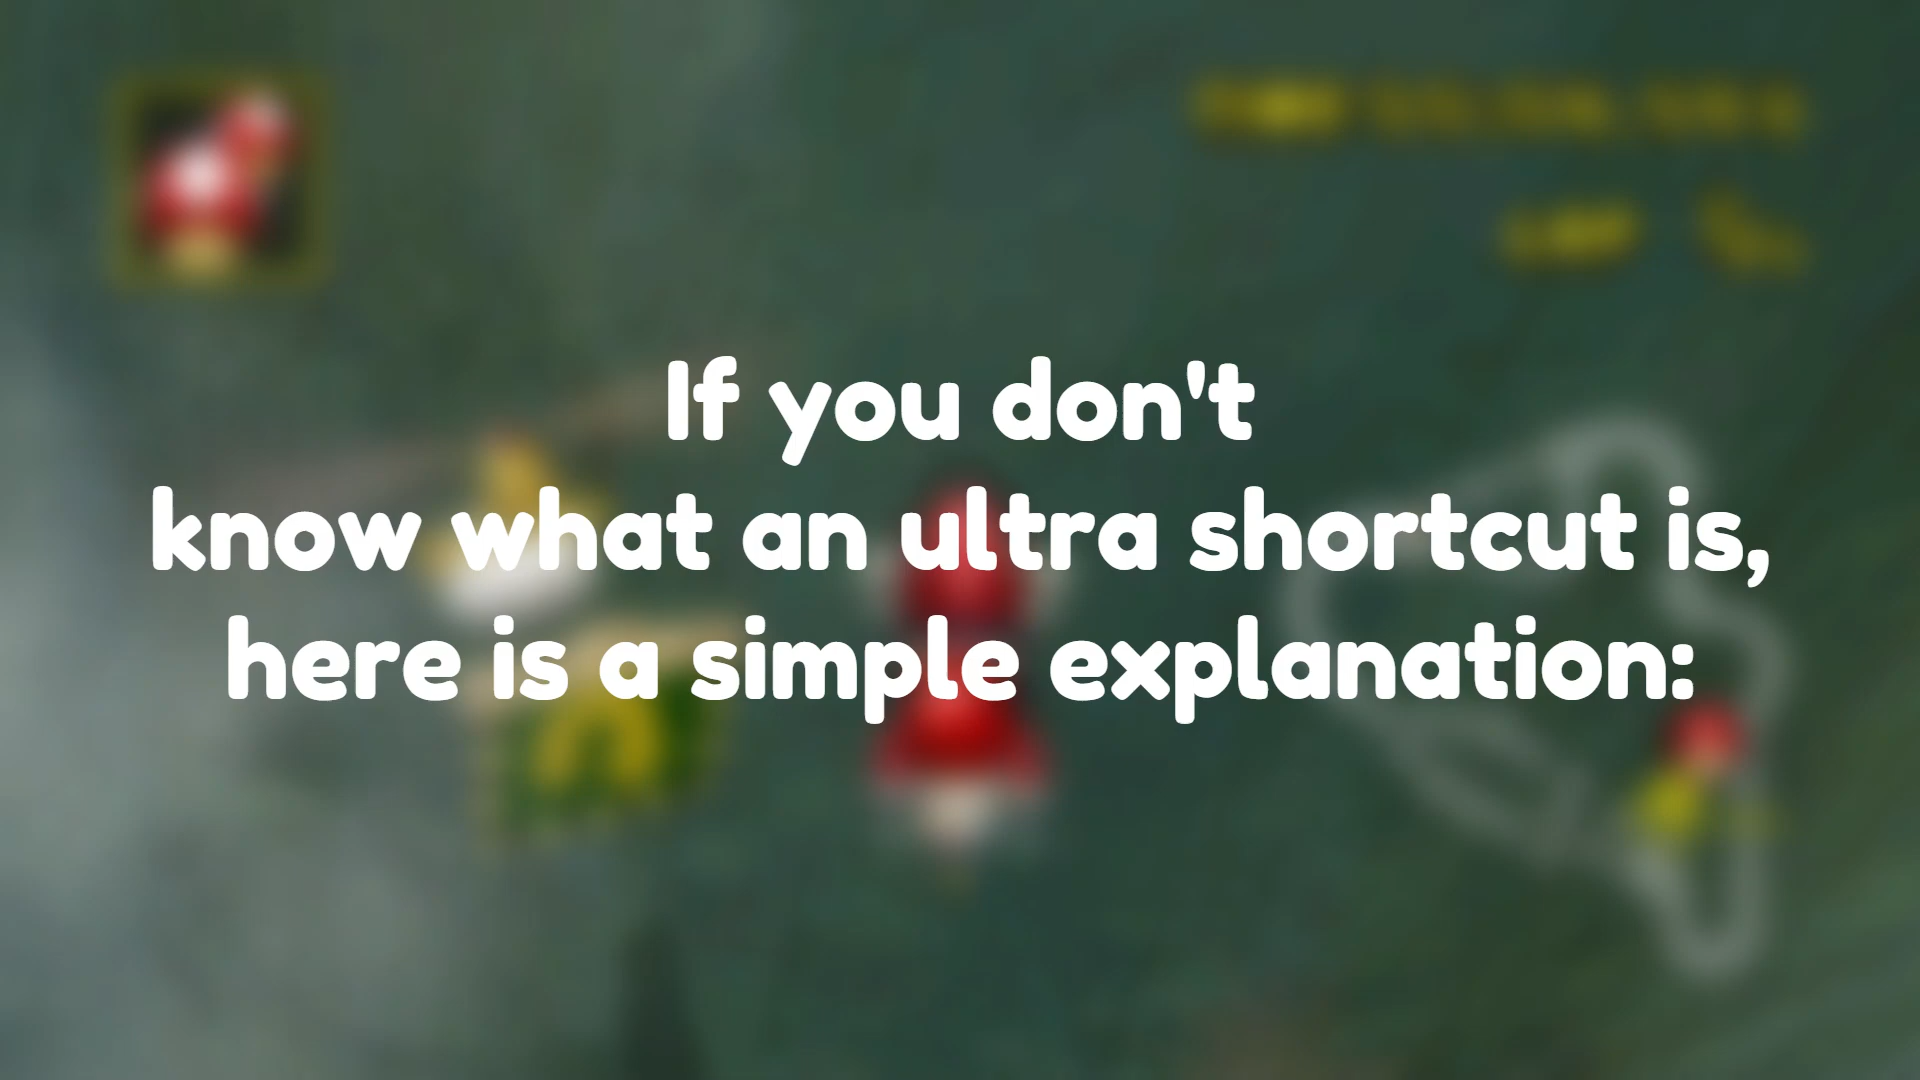 If you don't
know what an ultra shortcut is,
here is a simple explanation: